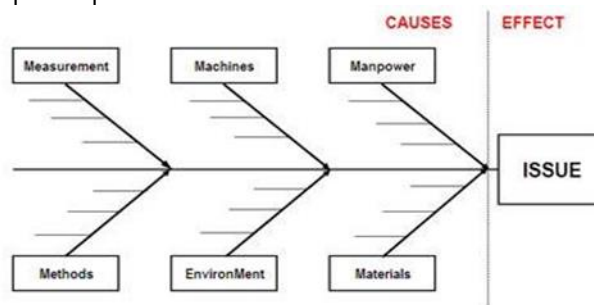 CAUSES EFFECT
Measurement Machines Manpower
ISSUE
Methods EnvironMent Materials